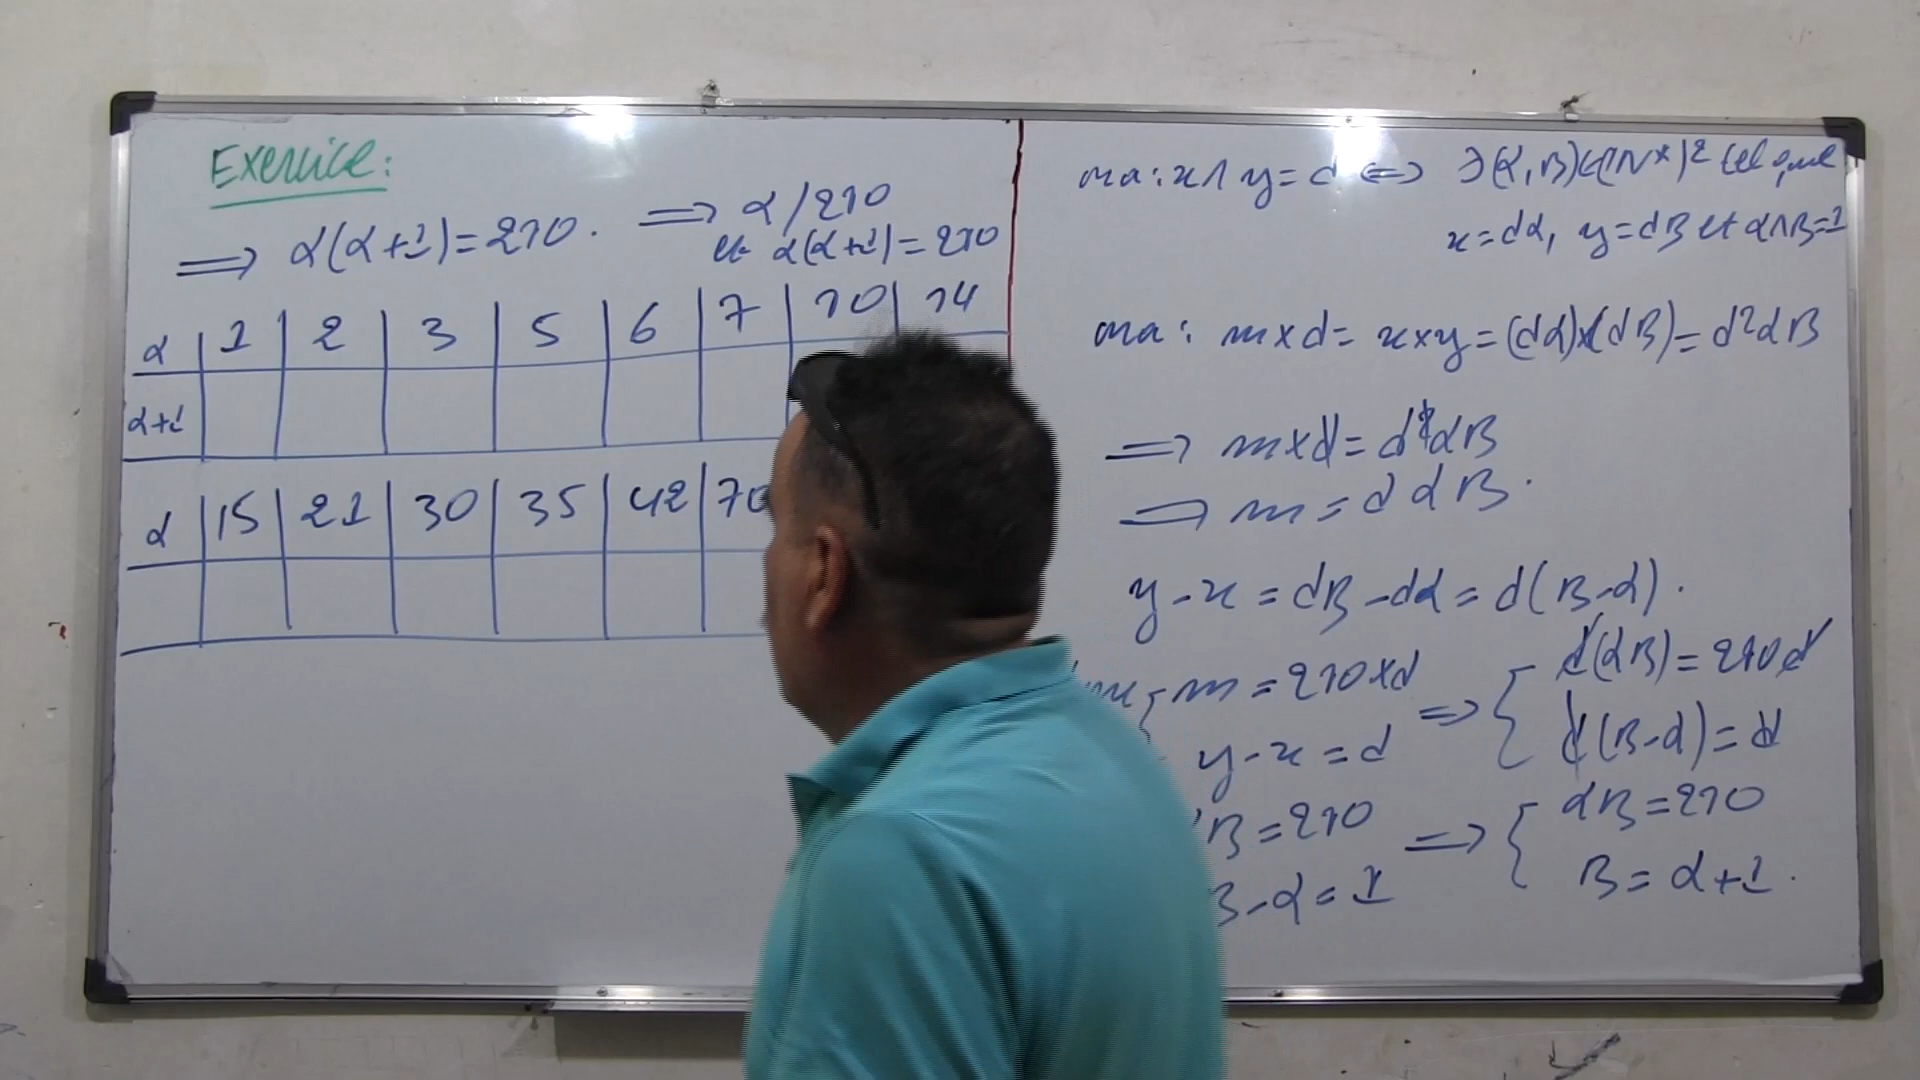 Exercice:
⟹ α(α+1)=210. ⟹ α/210
et α(α+1)=210
α | 1 | 2 | 3 | 5 | 6 | 7 | 10 | 14
α+1
α | 15 | 21 | 30 | 35 | 42 | 70
on a: x∧y=d ⟺ ∃(α,β)∈(ℕ*)² tel que
x=dα, y=dβ et α∧β=1
on a: m×d= x×y=(dα)×(dβ)=d²αβ
⟹ m×d=d²αβ
⟹ m=dαβ.
y-x=dβ-dα=d(β-α).
m=210×d ⟹ { d(αβ)=210d
y-x=d d(β-α)=d
β=210 ⟹ { αβ=210
β-α=1 β=α+1.